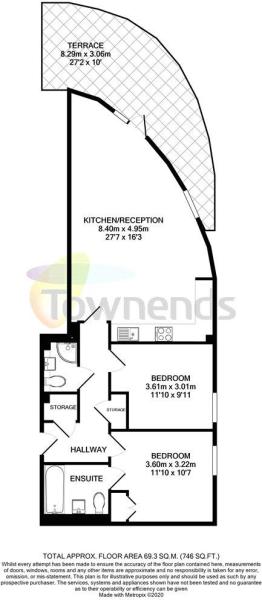 TERRACE
8.29m x 3.06m
27'2 x 10'
KITCHEN/RECEPTION
8.40m x 4.95m
27'7 x 16'3
Townends
BEDROOM
3.61m x 3.01m
11'10 x 9'11
STORAGE
STORAGE
HALLWAY
BEDROOM
3.60m x 3.22m
11'10 x 10'7
ENSUITE
TOTAL APPROX. FLOOR AREA 69.3 SQ.M. (746 SQ.FT.)
Whilst every attempt has been made to ensure the accuracy of the floor plan contained here, measurements
of doors, windows, rooms and any other items are approximate and no responsibility is taken for any error,
omission, or mis-statement. This plan is for illustrative purposes only and should be used as such by any
prospective purchaser. The services, systems and appliances shown have not been tested and no guarantee
as to their operability or efficiency can be given
Made with Metropix ©2020